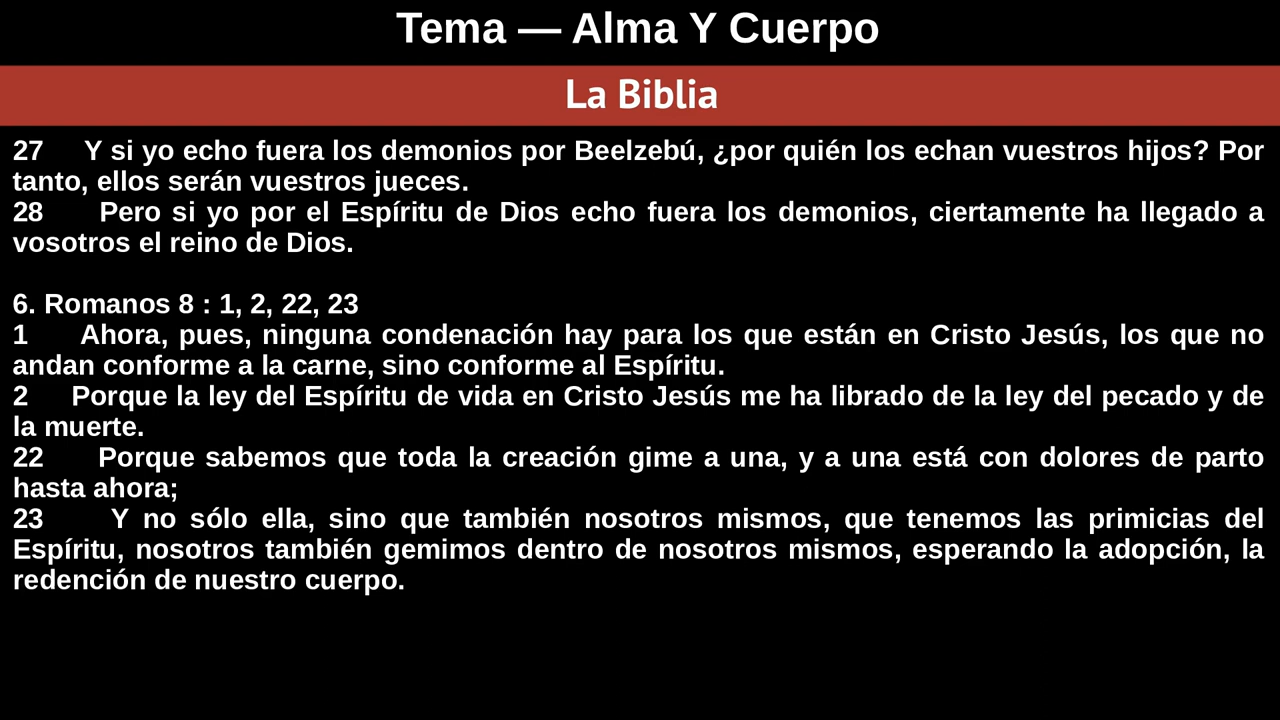 Tema — Alma Y Cuerpo
La Biblia
27 Y si yo echo fuera los demonios por Beelzebú, ¿por quién los echan vuestros hijos? Por
tanto, ellos serán vuestros jueces.
28 Pero si yo por el Espíritu de Dios echo fuera los demonios, ciertamente ha llegado a
vosotros el reino de Dios.
6. Romanos 8 : 1, 2, 22, 23
1 Ahora, pues, ninguna condenación hay para los que están en Cristo Jesús, los que no
andan conforme a la carne, sino conforme al Espíritu.
2 Porque la ley del Espíritu de vida en Cristo Jesús me ha librado de la ley del pecado y de
la muerte.
22 Porque sabemos que toda la creación gime a una, y a una está con dolores de parto
hasta ahora;
23 Y no sólo ella, sino que también nosotros mismos, que tenemos las primicias del
Espíritu, nosotros también gemimos dentro de nosotros mismos, esperando la adopción, la
redención de nuestro cuerpo.